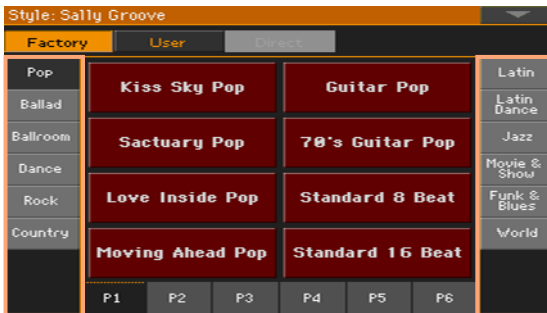 Style: Sally Groove
Factory User Direct
Pop
Ballad
Ballroom
Dance
Rock
Country
Kiss Sky Pop
Guitar Pop
Sactuary Pop
70's Guitar Pop
Love Inside Pop
Standard 8 Beat
Moving Ahead Pop
Standard 16 Beat
Latin
Latin
Dance
Jazz
Movie &
Show
Funk &
Blues
World
P1 P2 P3 P4 P5 P6